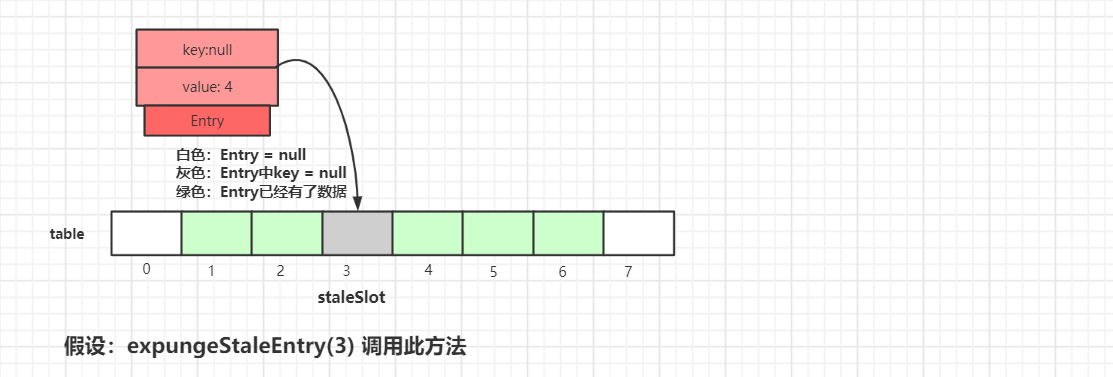 key:null
value: 4
Entry
白色：Entry = null
灰色：Entry中key = null
绿色：Entry已经有了数据
table
0 1 2 3 4 5 6 7
staleSlot
假设：expungeStaleEntry(3) 调用此方法